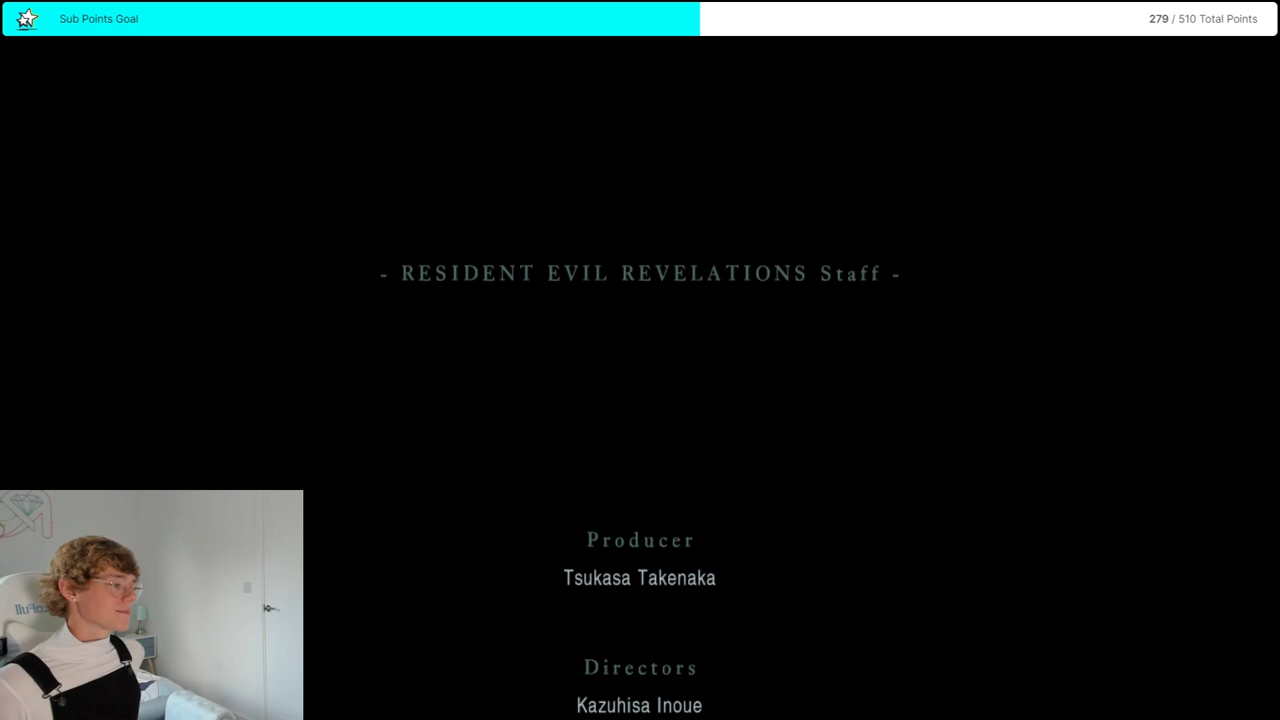 Sub Points Goal
279 / 510 Total Points
- RESIDENT EVIL REVELATIONS Staff -
Producer
Tsukasa Takenaka
Directors
Kazuhisa Inoue